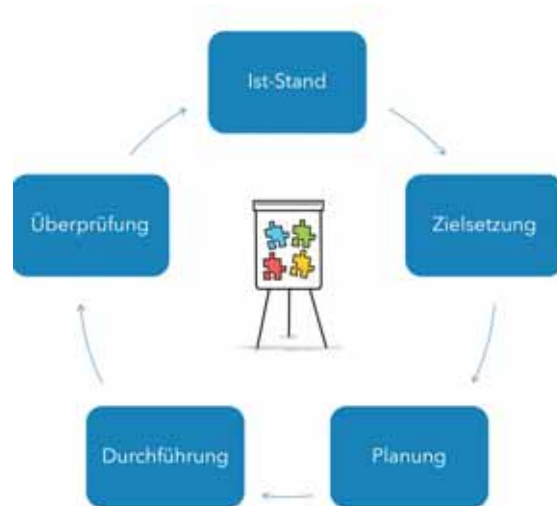 Ist-Stand
Zielsetzung
Planung
Durchführung
Überprüfung